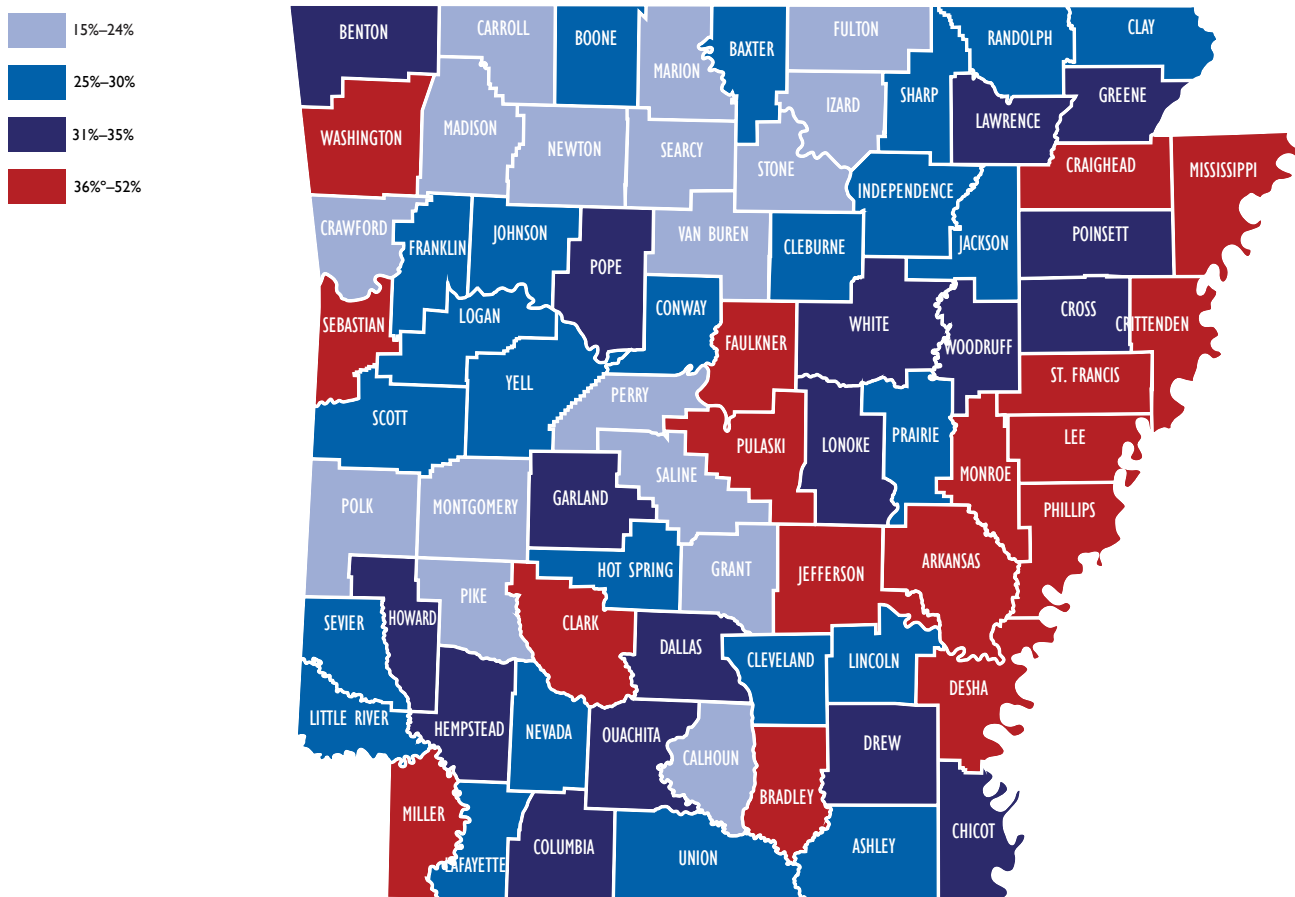 15%–24%
25%–30%
31%–35%
36%°–52%
BENTON
CARROLL
BOONE
MARION
BAXTER
FULTON
RANDOLPH
CLAY
WASHINGTON
MADISON
NEWTON
SEARCY
STONE
IZARD
SHARP
LAWRENCE
GREENE
CRAIGHEAD
MISSISSIPPI
CRAWFORD
FRANKLIN
JOHNSON
POPE
VAN BUREN
CLEBURNE
INDEPENDENCE
JACKSON
POINSETT
SEBASTIAN
LOGAN
CONWAY
FAULKNER
WHITE
WOODRUFF
CROSS
CRITTENDEN
SCOTT
YELL
PERRY
ST. FRANCIS
PULASKI
LONOKE
PRAIRIE
MONROE
LEE
POLK
MONTGOMERY
GARLAND
SALINE
PHILLIPS
HOT SPRING
GRANT
JEFFERSON
ARKANSAS
SEVIER
HOWARD
PIKE
CLARK
DALLAS
CLEVELAND
LINCOLN
DESHA
LITTLE RIVER
HEMPSTEAD
NEVADA
OUACHITA
CALHOUN
BRADLEY
DREW
MILLER
LAFAYETTE
COLUMBIA
UNION
ASHLEY
CHICOT